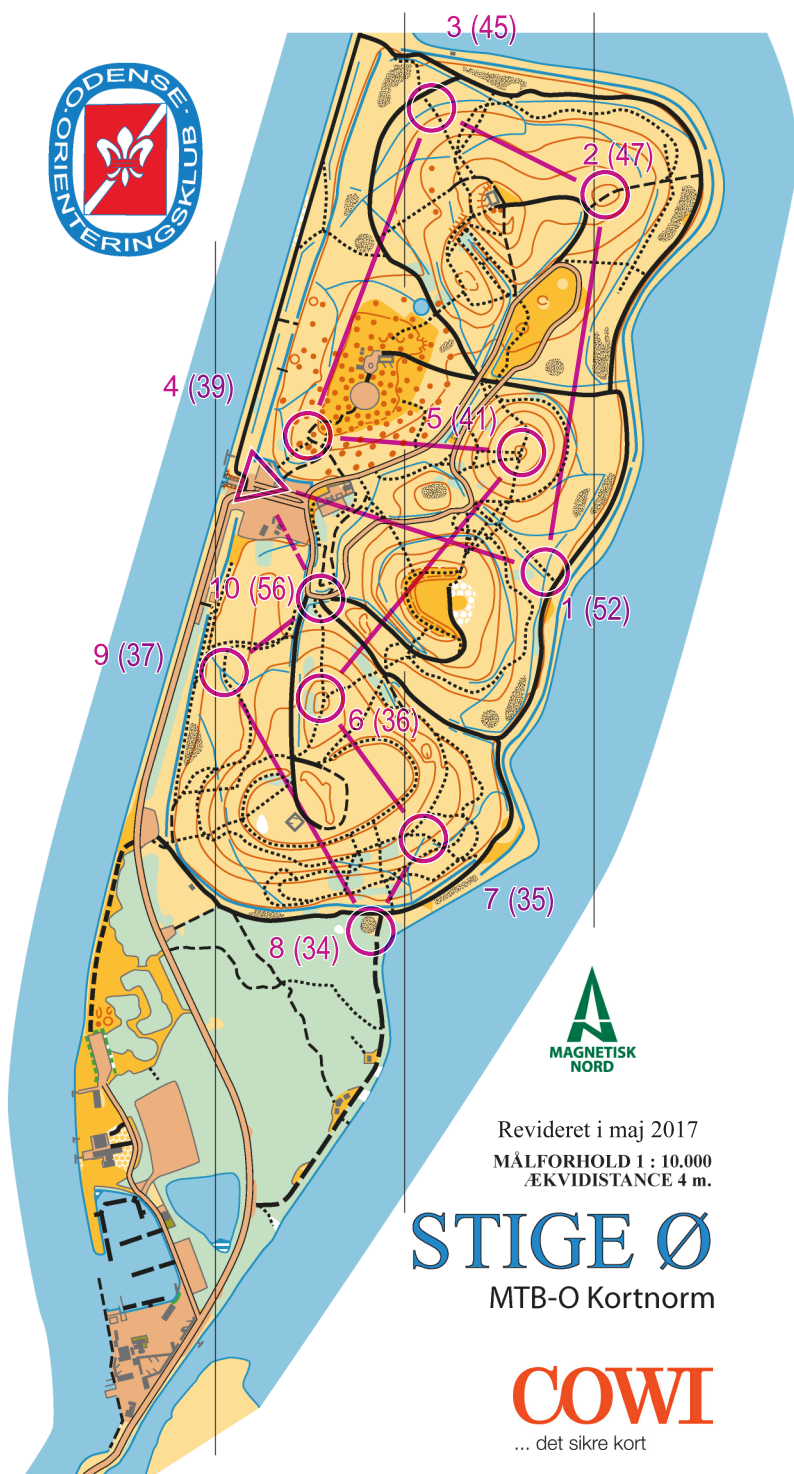 3 (45)
ODENSE · ORIENTERINGSKLUB ·
2 (47)
4 (39)
5 (41)
10 (56)
1 (52)
9 (37)
6 (36)
7 (35)
8 (34)
MAGNETISK
NORD
Revideret i maj 2017
MÅLFORHOLD 1 : 10.000
ÆKVIDISTANCE 4 m.
STIGE Ø
MTB-O Kortnorm
COWI
... det sikre kort